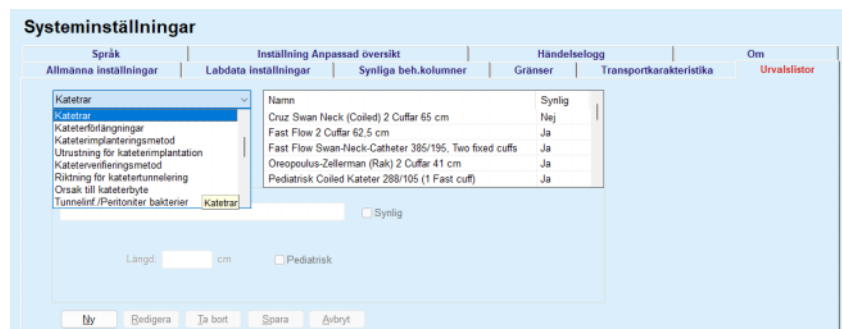 Systeminställningar
Språk Inställning Anpassad översikt Händelselogg Om
Allmänna inställningar Labdata inställningar Synliga beh.kolumner Gränser Transportkarakteristika Urvalslistor
Katetrar
Katetrar
Kateterförlängningar
Kateterimplanteringsmetod
Utrustning för kateterimplantation
Kateterverifieringsmetod
Riktning för katetertunnelering
Orsak till kateterbyte
Tunnelinf./Peritoniter bakterier
Katetrar
Namn Synlig
Cruz Swan Neck (Coiled) 2 Cuffar 65 cm Nej
Fast Flow 2 Cuffar 62,5 cm Ja
Fast Flow Swan-Neck-Catheter 385/195, Two fixed cuffs Ja
Oreopoulus-Zellerman (Rak) 2 Cuffar 41 cm Ja
Pediatrisk Coiled Kateter 288/105 (1 Fast cuff) Ja
Synlig
Längd: cm Pediatrisk
Ny Redigera Ta bort Spara Avbryt